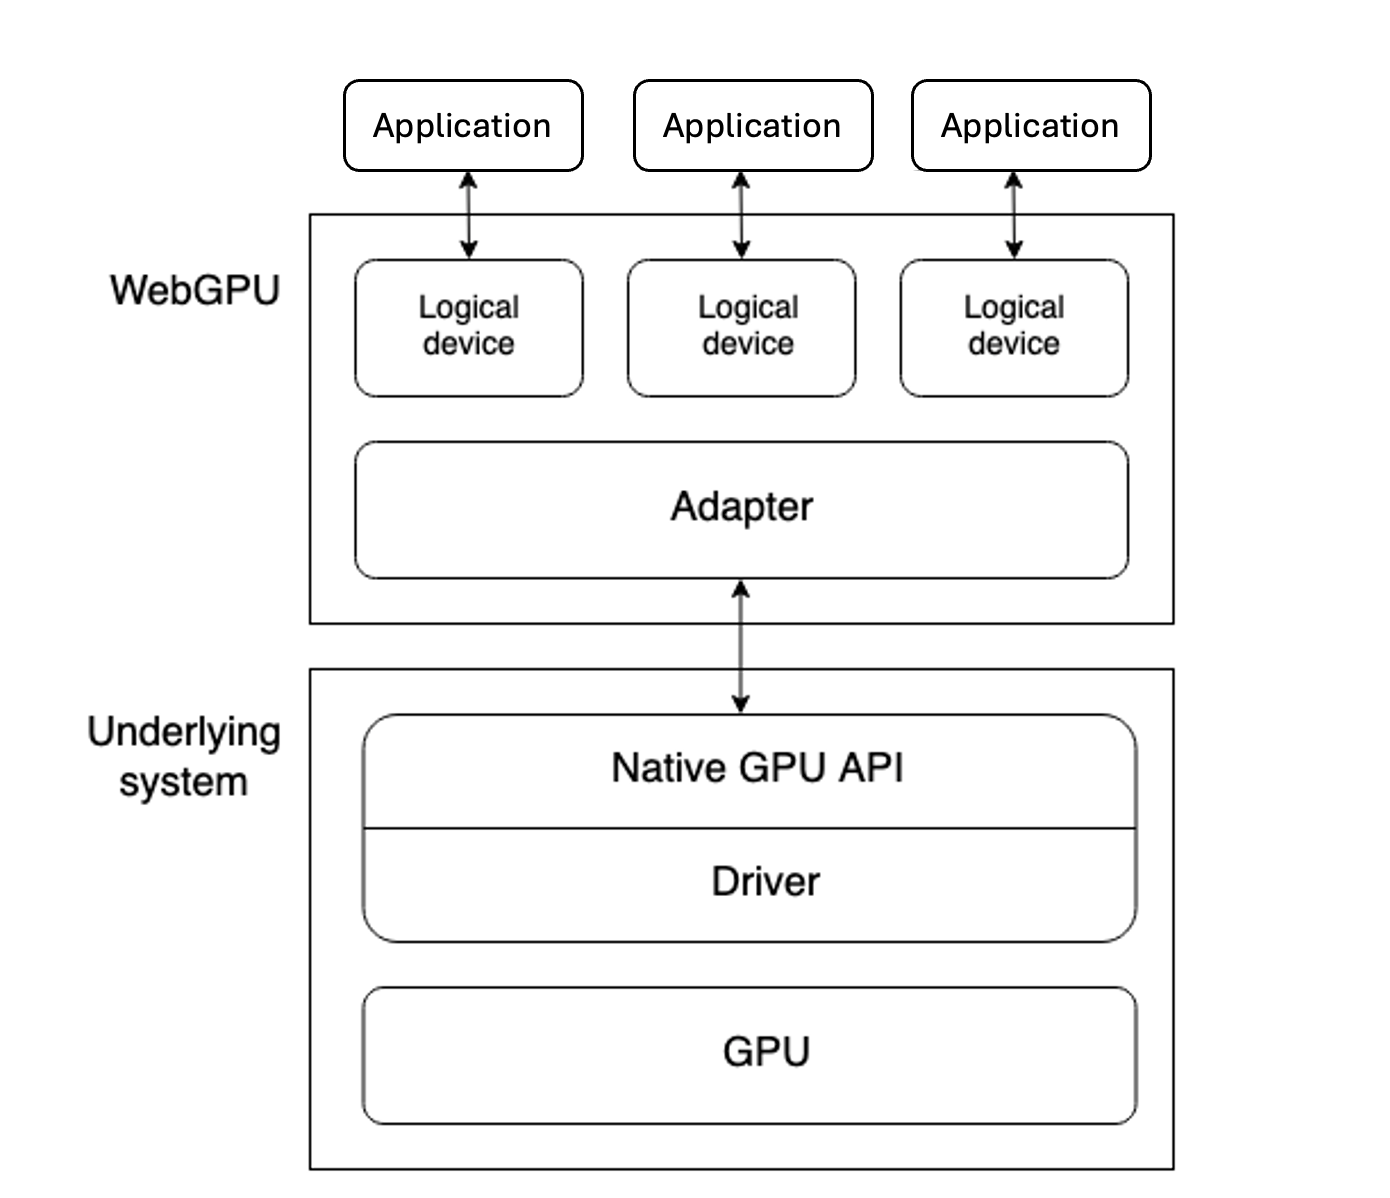 Application
Application
Application
WebGPU
Logical
device
Logical
device
Logical
device
Adapter
Underlying
system
Native GPU API
Driver
GPU